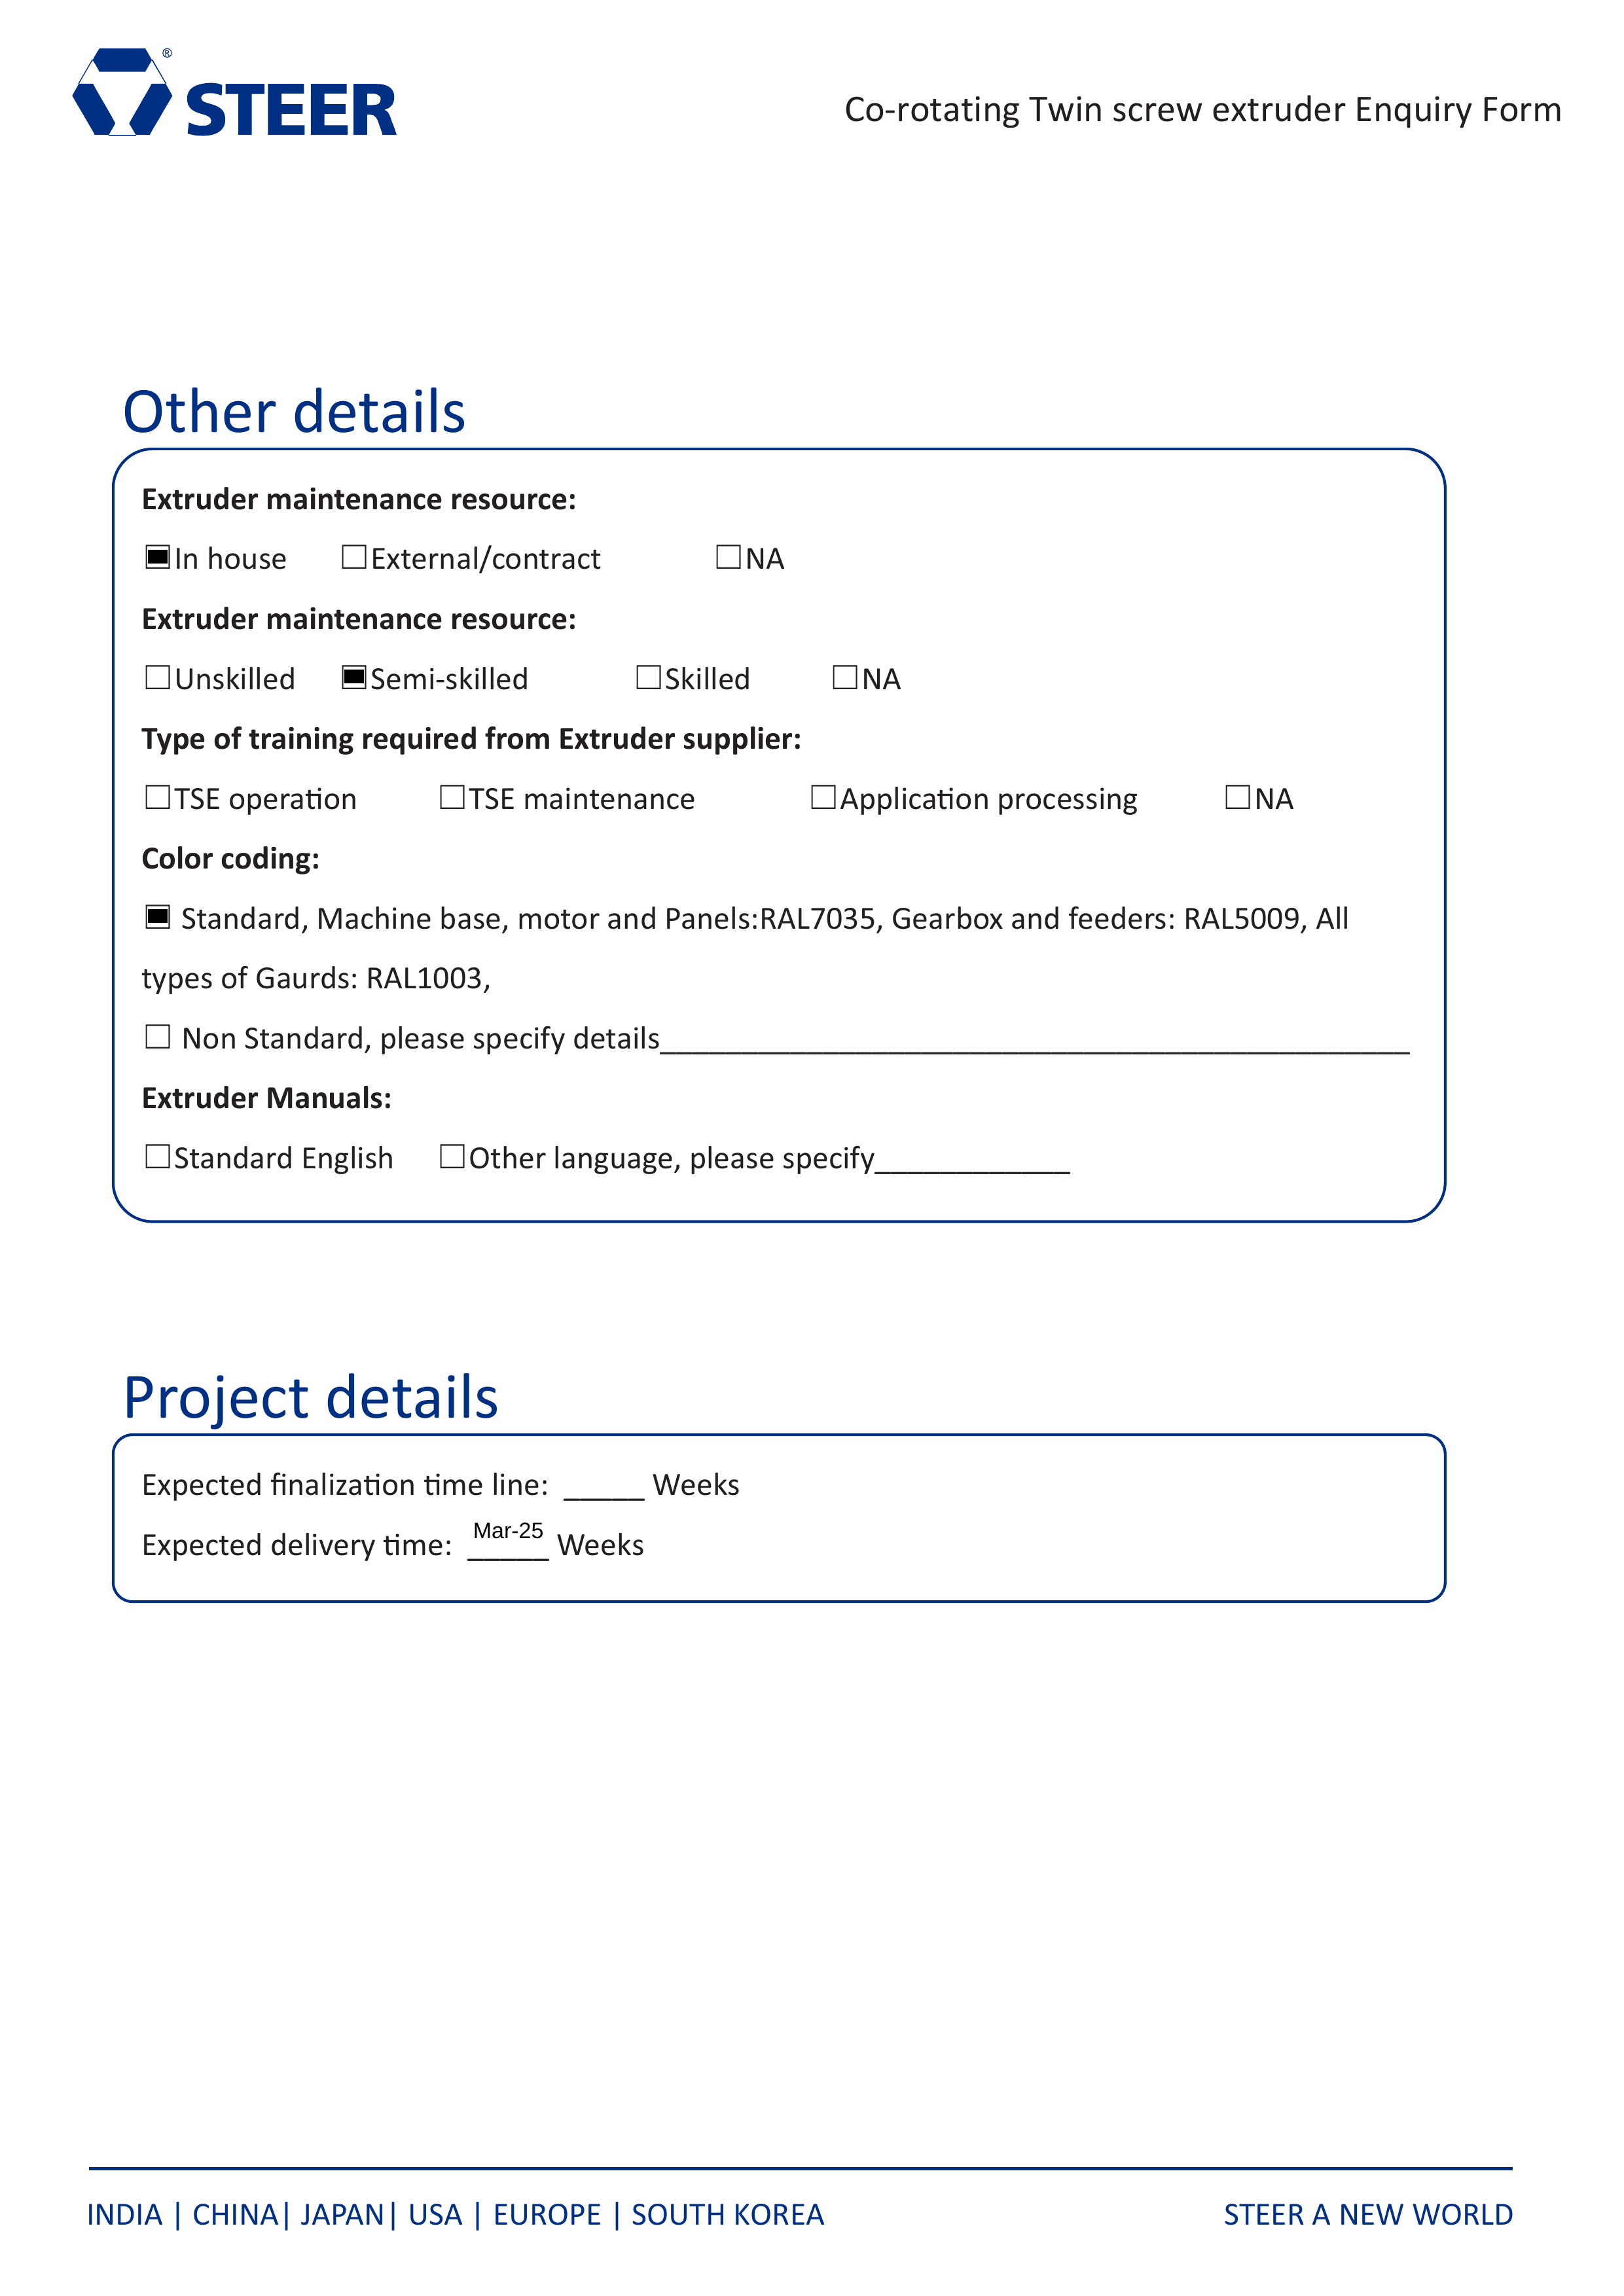 ® STEER
Co-rotating Twin screw extruder Enquiry Form
Other details
Extruder maintenance resource:
In house External/contract NA
Extruder maintenance resource:
Unskilled Semi-skilled Skilled NA
Type of training required from Extruder supplier:
TSE operation TSE maintenance Application processing NA
Color coding:
Standard, Machine base, motor and Panels:RAL7035, Gearbox and feeders: RAL5009, All
types of Gaurds: RAL1003,
Non Standard, please specify details
Extruder Manuals:
Standard English Other language, please specify
Project details
Expected finalization time line: _____ Weeks
Expected delivery time: Mar-25 Weeks
INDIA | CHINA| JAPAN| USA | EUROPE | SOUTH KOREA
STEER A NEW WORLD